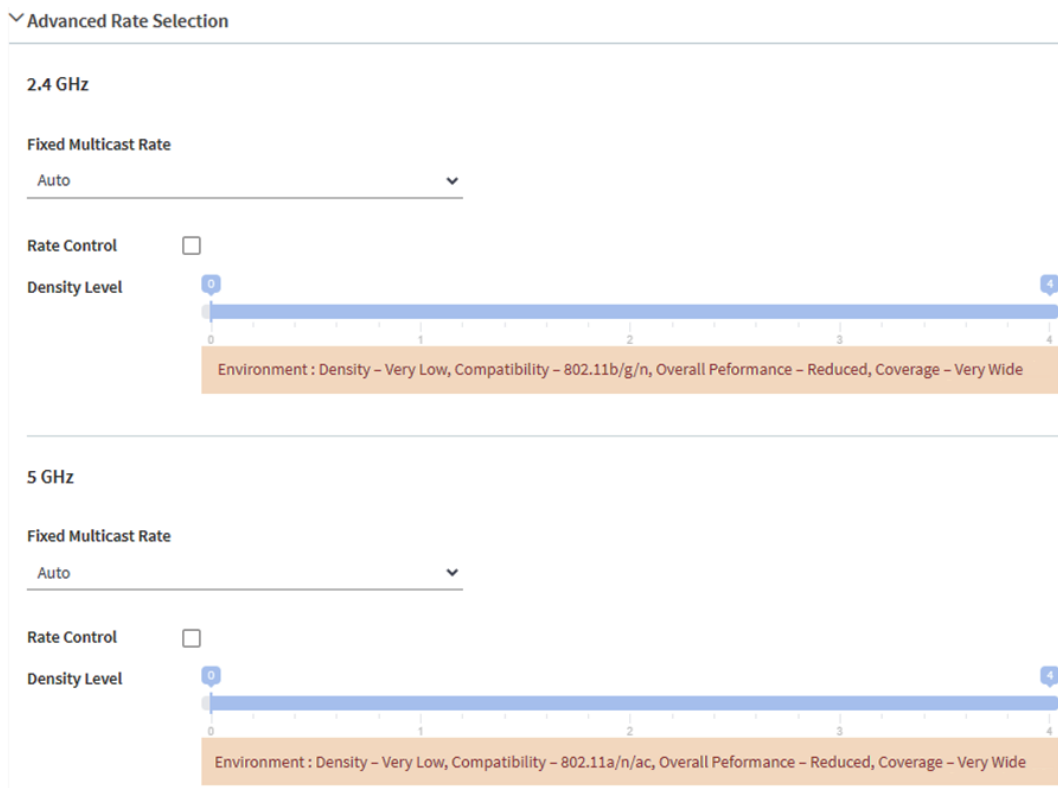 Advanced Rate Selection
2.4 GHz
Fixed Multicast Rate
Auto
Rate Control
Density Level
0 4
0 1 2 3 4
Environment : Density – Very Low, Compatibility – 802.11b/g/n, Overall Peformance – Reduced, Coverage – Very Wide
5 GHz
Fixed Multicast Rate
Auto
Rate Control
Density Level
0 4
0 1 2 3 4
Environment : Density – Very Low, Compatibility – 802.11a/n/ac, Overall Peformance – Reduced, Coverage – Very Wide